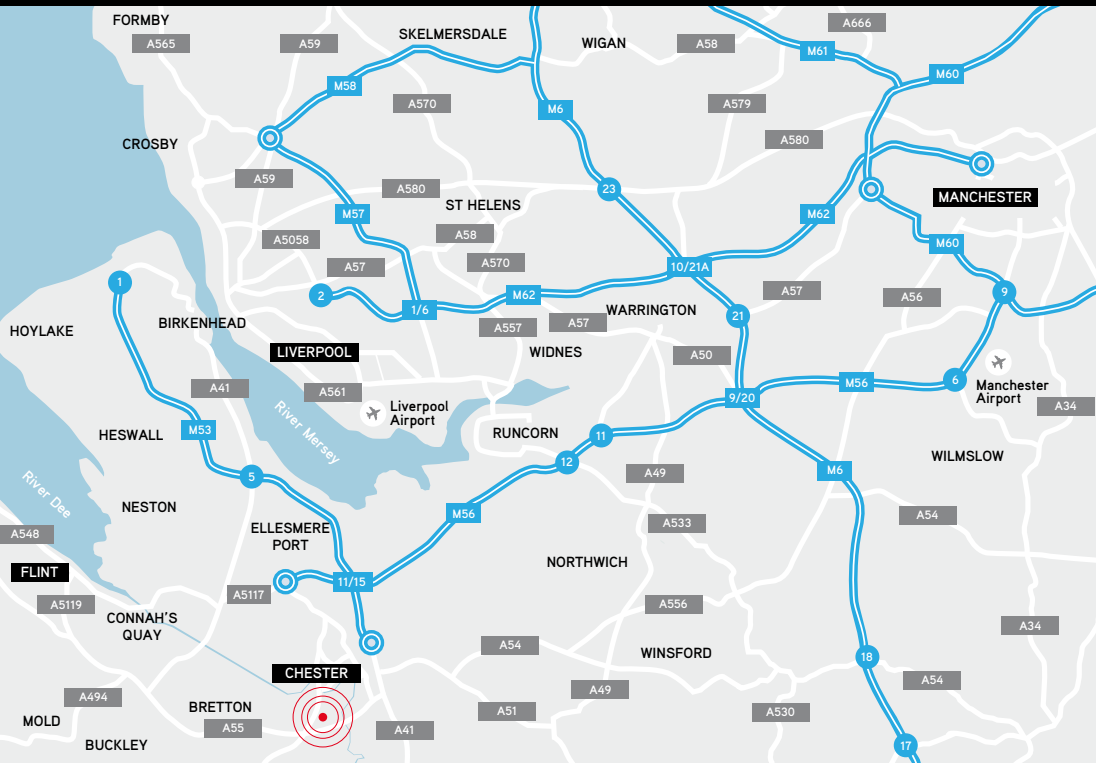 FORMBY
A666
A565
A59
SKELMERSDALE
WIGAN
A58
M61
M60
M58
A570
M6
A579
A580
CROSBY
A59
A580
23
MANCHESTER
ST HELENS
M57
M62
A5058
A58
M60
A570
A57
10/21A
1
2
M62
A57
A56
9
1/6
HOYLAKE
BIRKENHEAD
A557
A57
WARRINGTON
21
LIVERPOOL
WIDNES
A50
A41
A561
M56
6
Manchester
Airport
9/20
Liverpool
Airport
A34
River Mersey
HESWALL
M53
RUNCORN
11
12
WILMSLOW
M6
5
A49
River Dee
NESTON
M56
A54
A533
ELLESMERE
PORT
A548
NORTHWICH
FLINT
11/15
A5117
A5119
A556
CONNAH'S
QUAY
A34
A54
WINSFORD
18
CHESTER
A54
A494
A49
BRETTON
A51
A530
MOLD
A55
A41
BUCKLEY
17